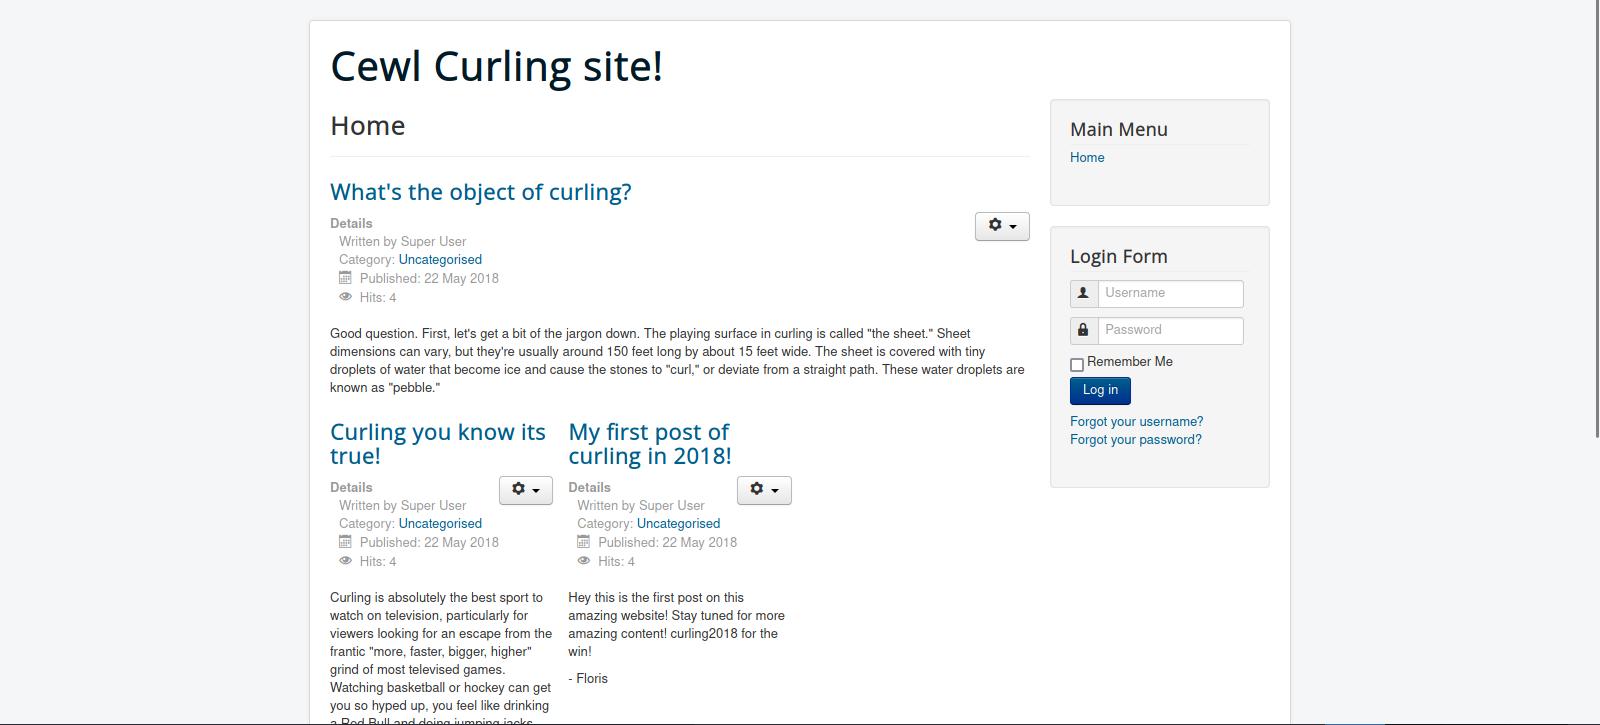 Cewl Curling site!
Home
What's the object of curling?
Details
Written by Super User
Category: Uncategorised
Published: 22 May 2018
Hits: 4
Good question. First, let's get a bit of the jargon down. The playing surface in curling is called "the sheet." Sheet
dimensions can vary, but they're usually around 150 feet long by about 15 feet wide. The sheet is covered with tiny
droplets of water that become ice and cause the stones to "curl," or deviate from a straight path. These water droplets are
known as "pebble."
Curling you know its
true!
Details
Written by Super User
Category: Uncategorised
Published: 22 May 2018
Hits: 4
Curling is absolutely the best sport to
watch on television, particularly for
viewers looking for an escape from the
frantic "more, faster, bigger, higher"
grind of most televised games.
Watching basketball or hockey can get
you so hyped up, you feel like drinking
a Red Bull and doing jumping jacks
My first post of
curling in 2018!
Details
Written by Super User
Category: Uncategorised
Published: 22 May 2018
Hits: 4
Hey this is the first post on this
amazing website! Stay tuned for more
amazing content! curling2018 for the
win!
- Floris
Main Menu
Home
Login Form
Username
Password
Remember Me
Log in
Forgot your username?
Forgot your password?